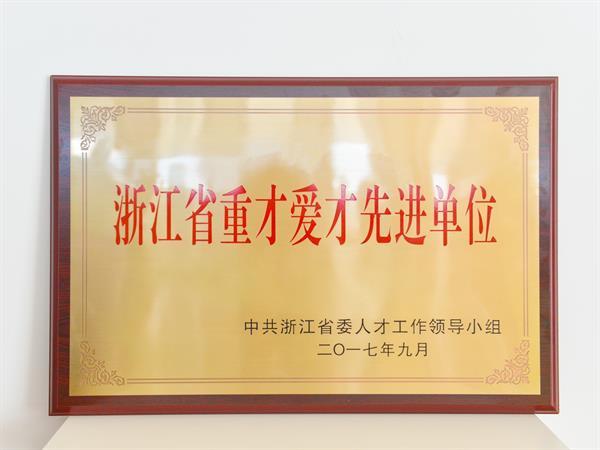 浙江省重才爱才先进单位
中共浙江省委人才工作领导小组
二〇一七年九月